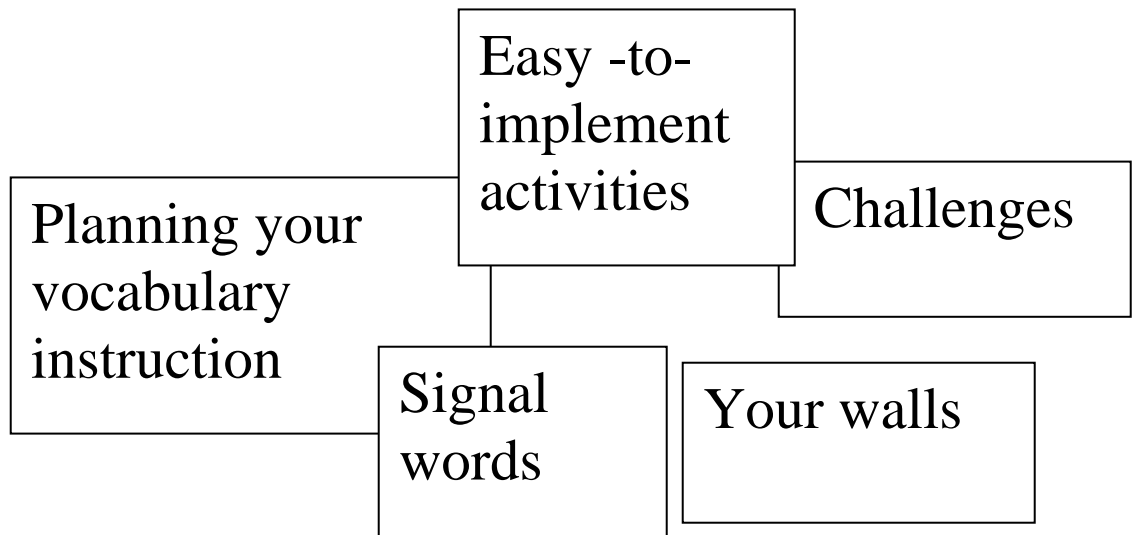 Easy -to-
implement
activities
Challenges
Planning your
vocabulary
instruction
Signal
words
Your walls